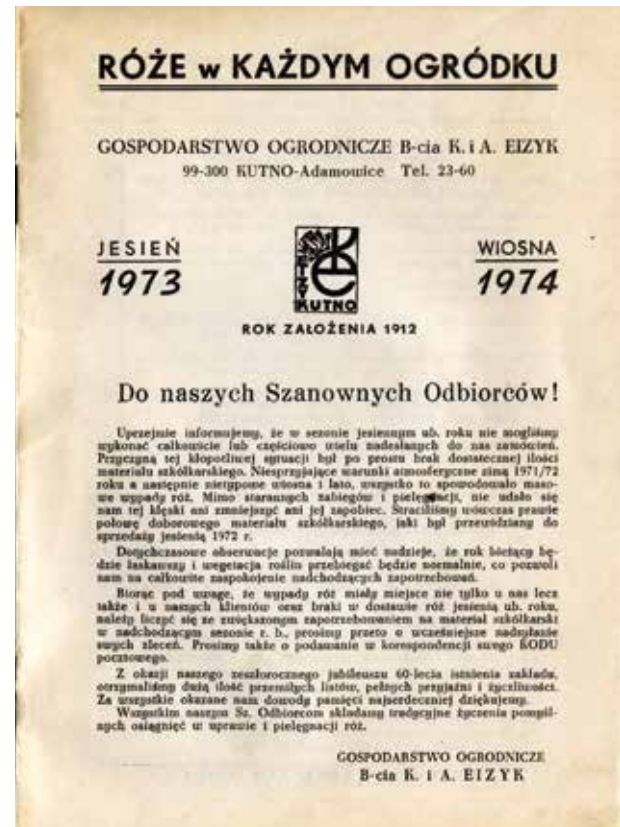 RÓŻE w KAŻDYM OGRÓDKU
GOSPODARSTWO OGRODNICZE B-cia K. i A. EIZYK
99-300 KUTNO-Adamowice Tel. 23-60
JESIEŃ
1973
EIZYK
KUTNO
WIOSNA
1974
ROK ZAŁOŻENIA 1912
Do naszych Szanownych Odbiorców!
Uprzejmie informujemy, że w sezonie jesiennym ub. roku nie mogliśmy
wykonać całkowicie lub częściowo wielu nadesłanych do nas zamówień.
Przyczyną tej kłopotliwej sytuacji był po prostu brak dostatecznej ilości
materiału szkółkarskiego. Niesprzyjające warunki atmosferyczne zimą 1971/72
roku a następnie nietypowe wiosna i lato, wszystko to spowodowało maso-
we wypady róż. Mimo starannych zabiegów i pielęgnacji, nie udało się
nam tej klęski ani zmniejszyć ani jej zapobiec. Straciliśmy wówczas prawie
połowę doborowego materiału szkółkarskiego, jaki był przewidziany do
sprzedaży jesienią 1972 r.
Dotychczasowe obserwacje pozwalają mieć nadzieję, że rok bieżący bę-
dzie łaskawszy i wegetacja roślin przebiegać będzie normalnie, co pozwoli
nam na całkowite zaspokojenie nadchodzących zapotrzebowań.
Biorąc pod uwagę, że wypady róż miały miejsce nie tylko u nas lecz
także i u naszych klientów oraz braki w dostawie róż jesienią ub. roku,
należy liczyć się ze zwiększonym zapotrzebowaniem na materiał szkółkarski
w nadchodzącym sezonie r. b., prosimy przeto o wcześniejsze nadsyłanie
swych zleceń. Prosimy także o podawanie w korespondencji swego KODU
pocztowego.
Z okazji naszego zeszłorocznego jubileuszu 60-lecia istnienia zakładu,
otrzymaliśmy dużą ilość przemiłych listów, pełnych przyjaźni i życzliwości.
Za wszystkie okazane nam dowody pamięci najserdeczniej dziękujemy.
Wszystkim naszym Sz. Odbiorcom składamy tradycyjne życzenia pomyśl-
nych osiągnięć w uprawie i pielęgnacji róż.
GOSPODARSTWO OGRODNICZE
B-cia K. i A. EIZYK